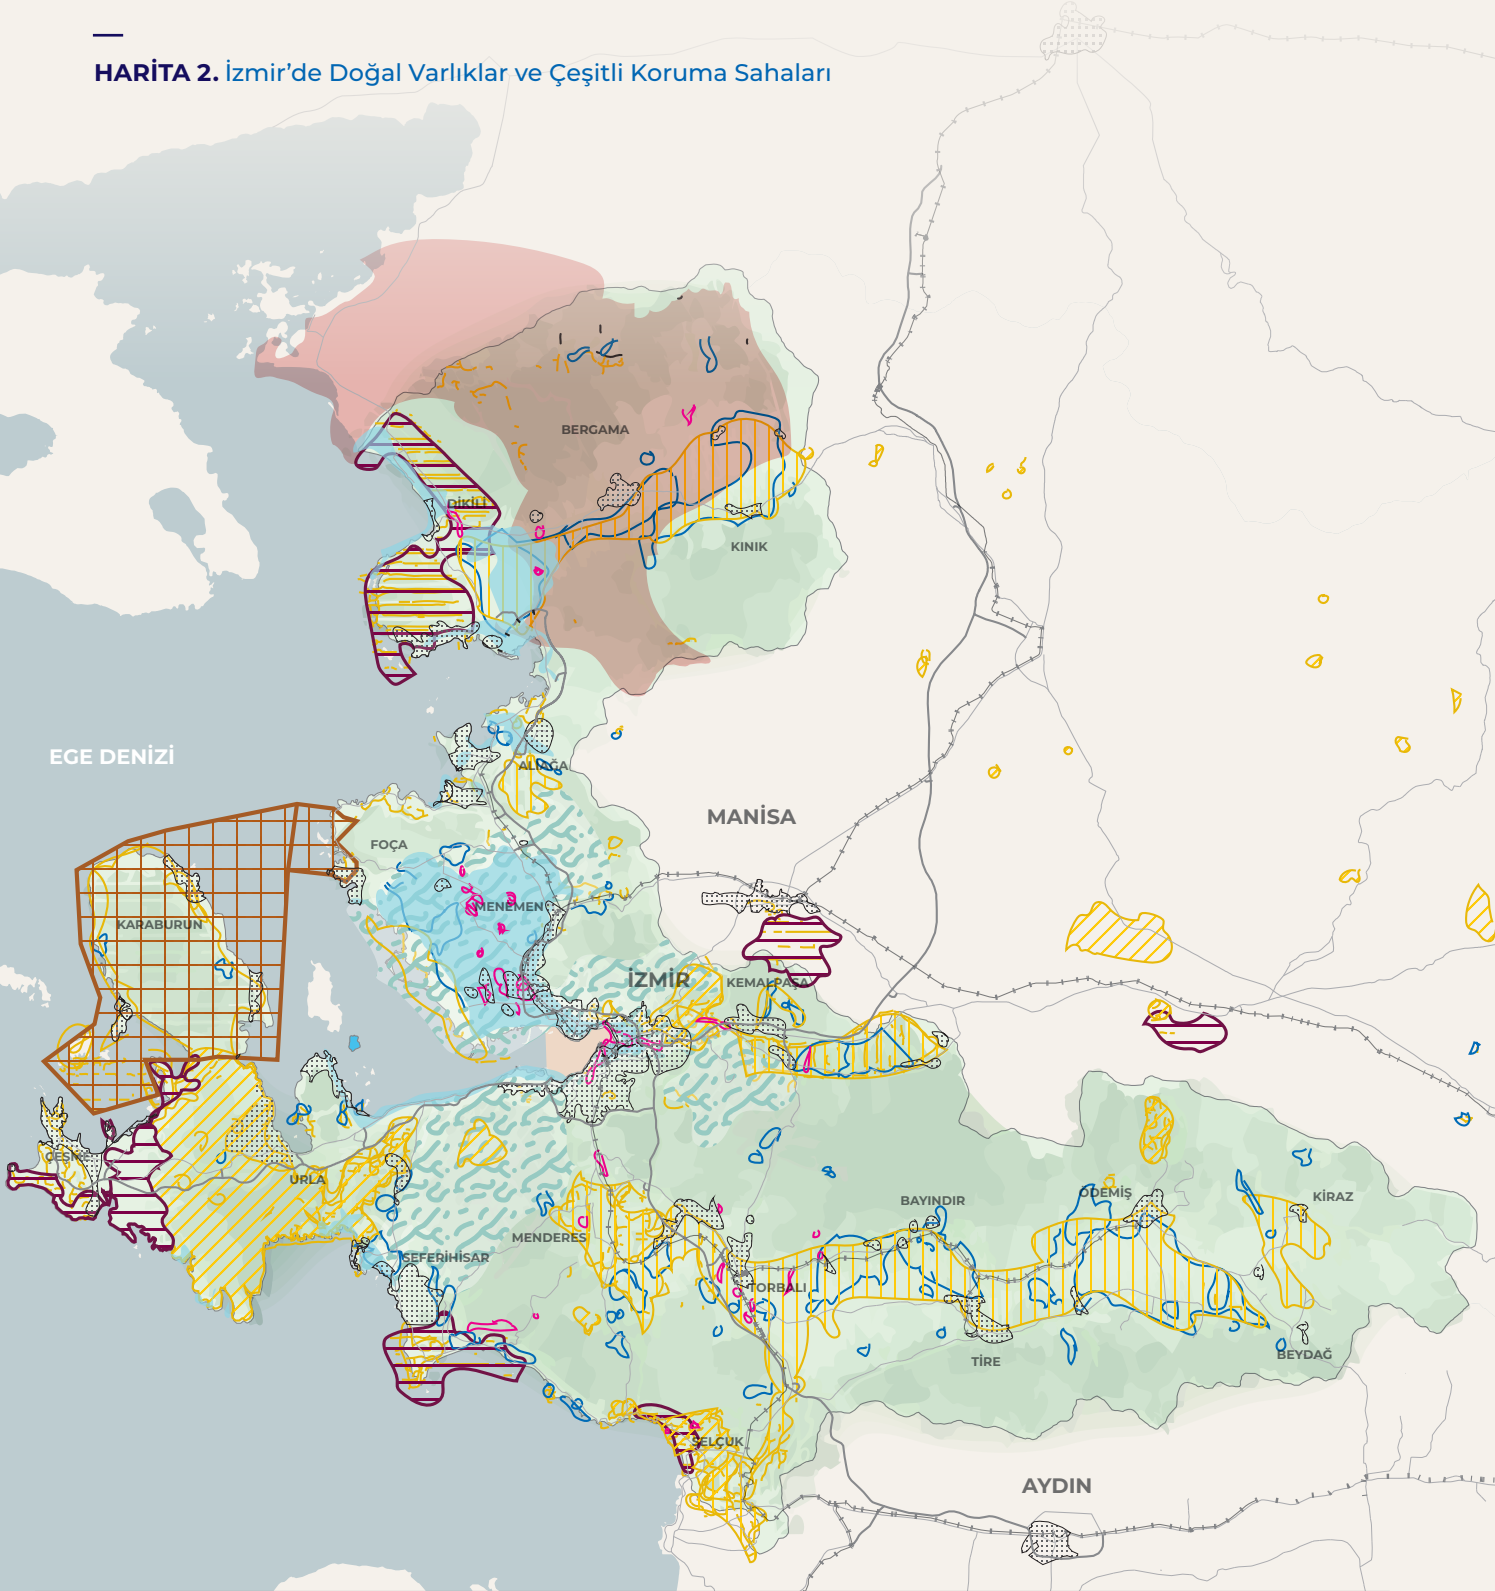 HARİTA 2. İzmir’de Doğal Varlıklar ve Çeşitli Koruma Sahaları
BERGAMA
DİKİLİ
KINIK
EGE DENİZİ
ALİAĞA
MANİSA
FOÇA
MENEMEN
KARABURUN
İZMİR
KEMALPAŞA
ÇEŞME
URLA
BAYINDIR
ÖDEMİŞ
KİRAZ
MENDERES
SEFERİHİSAR
TORBALI
TİRE
BEYDAĞ
SELÇUK
AYDIN